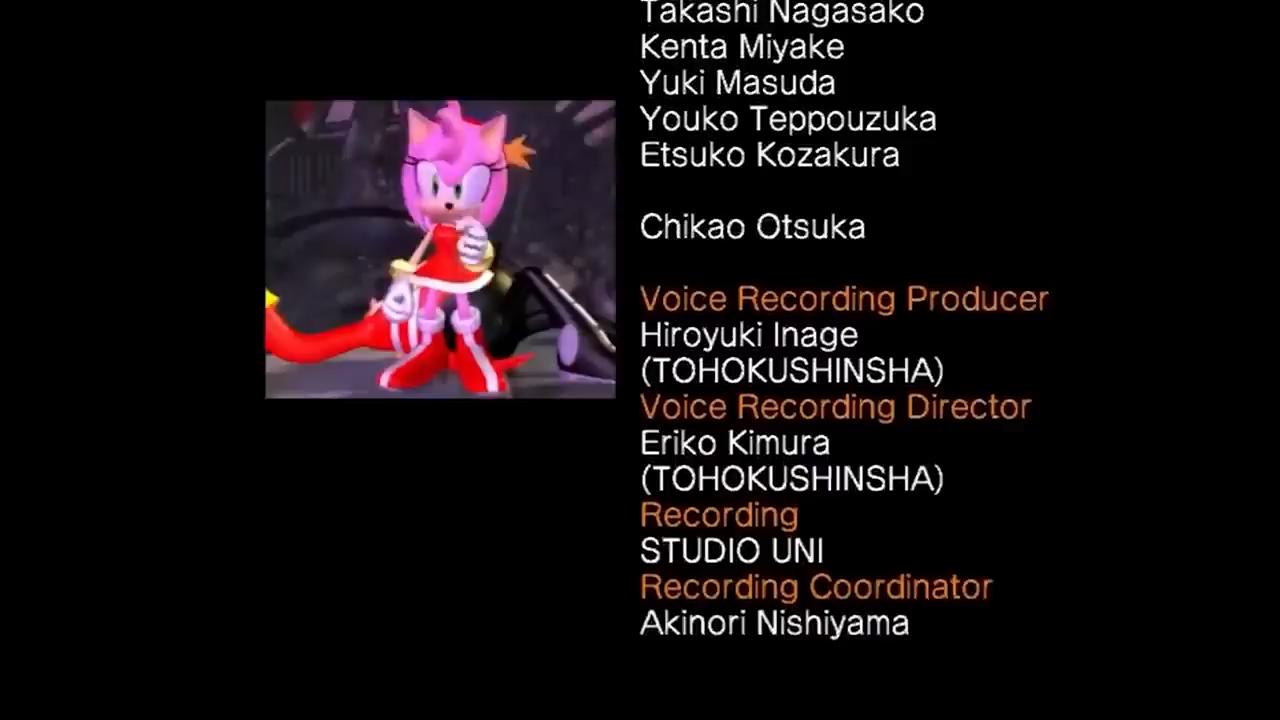 Takashi Nagasako
Kenta Miyake
Yuki Masuda
Youko Teppouzuka
Etsuko Kozakura
Chikao Otsuka
Voice Recording Producer
Hiroyuki Inage
(TOHOKUSHINSHA)
Voice Recording Director
Eriko Kimura
(TOHOKUSHINSHA)
Recording
STUDIO UNI
Recording Coordinator
Akinori Nishiyama